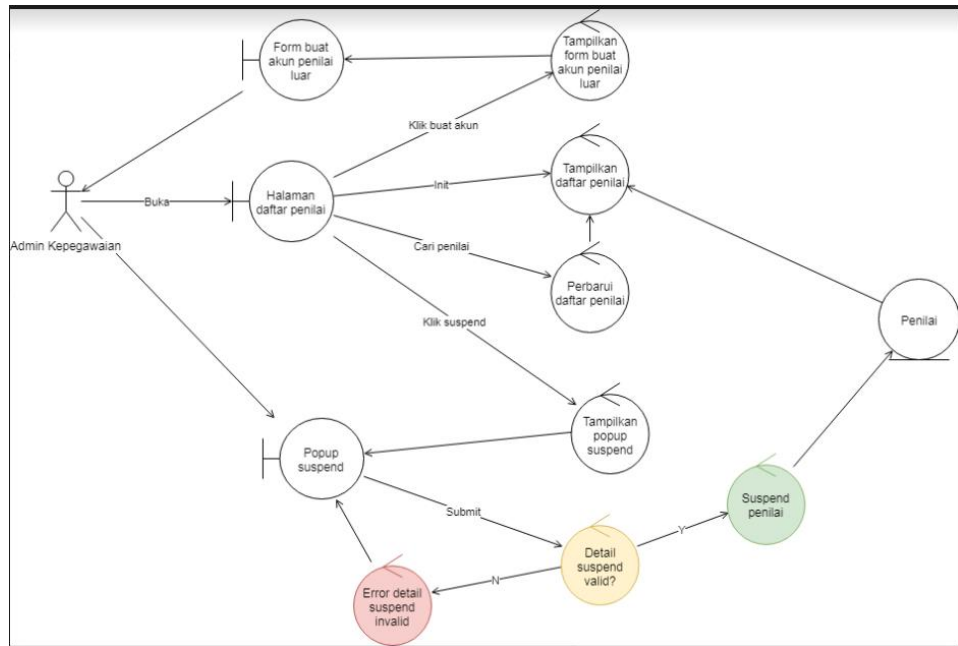 Form buat
akun penilai
luar
Tampilkan
form buat
akun penilai
luar
Klik buat akun
Tampilkan
daftar penilai
Init
Halaman
daftar penilai
Buka
Admin Kepegawaian
Cari penilai
Perbarui
daftar penilai
Penilai
Klik suspend
Tampilkan
popup
suspend
Popup
suspend
Submit
Suspend
penilai
Y
Detail
suspend
valid?
N
Error detail
suspend
invalid